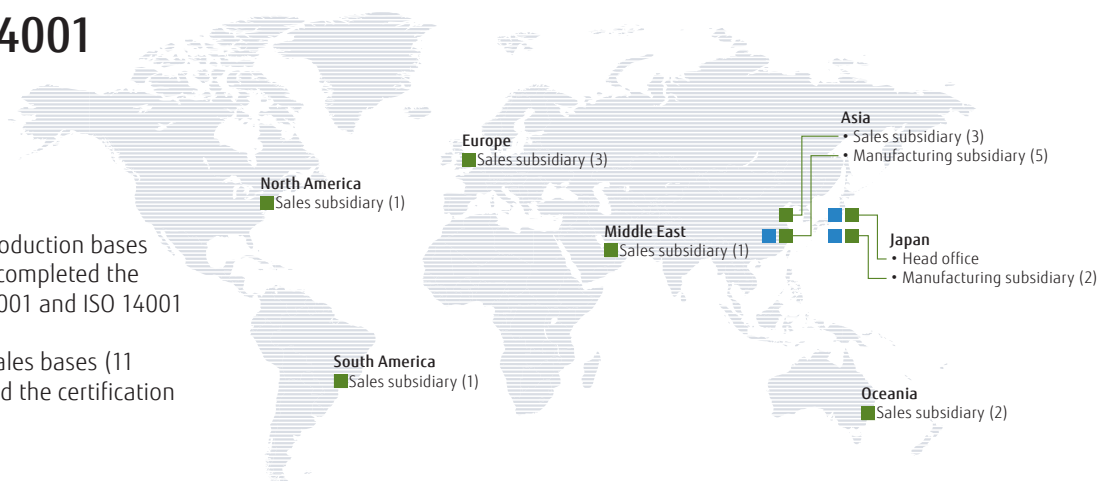 4001
roduction bases
completed the
001 and ISO 14001
ales bases (11
d the certification
North America
Sales subsidiary (1)
Europe
Sales subsidiary (3)
Asia
• Sales subsidiary (3)
• Manufacturing subsidiary (5)
Middle East
Sales subsidiary (1)
Japan
• Head office
• Manufacturing subsidiary (2)
South America
Sales subsidiary (1)
Oceania
Sales subsidiary (2)